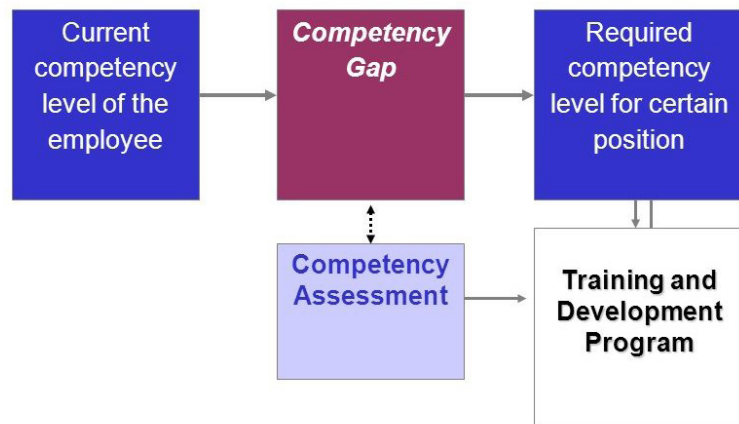 Current
competency
level of the
employee
Competency
Gap
Required
competency
level for certain
position
Competency
Assessment
Training and
Development
Program